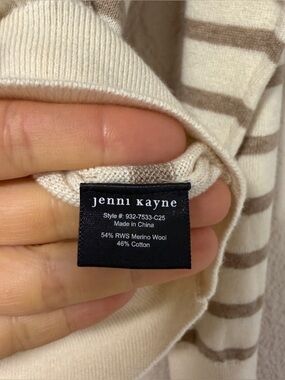 jenni kayne
Style #: 932-7533-C25
Made in China
54% RWS Merino Wool
46% Cotton